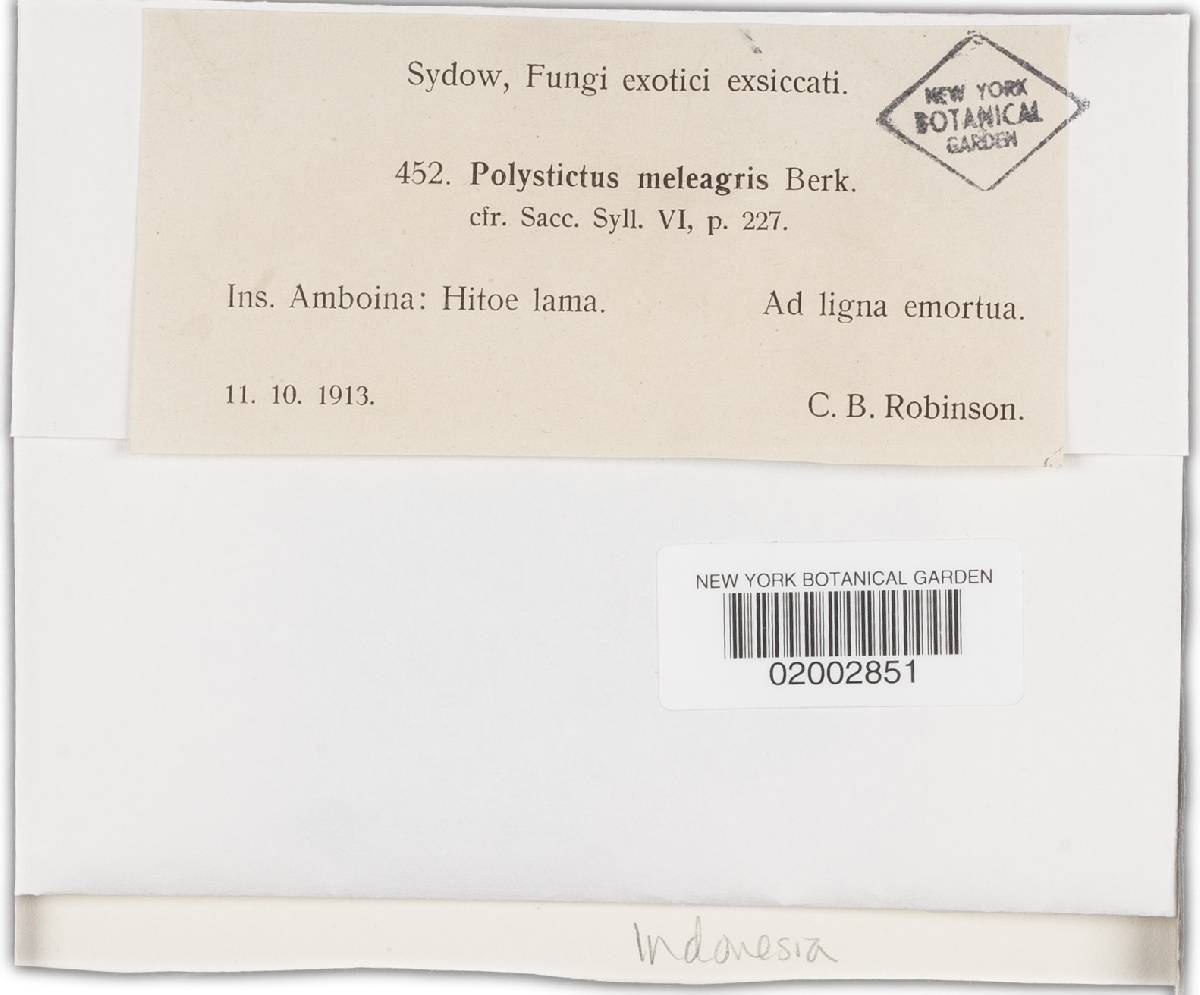 Sydow, Fungi exotici exsiccati.
NEW YORK
BOTANICAL
GARDEN
452. Polystictus meleagris Berk.
cfr. Sacc. Syll. VI, p. 227.
Ins. Amboina: Hitoe lama. Ad ligna emortua.
11. 10. 1913. C. B. Robinson.
NEW YORK BOTANICAL GARDEN
02002851
Indonesia